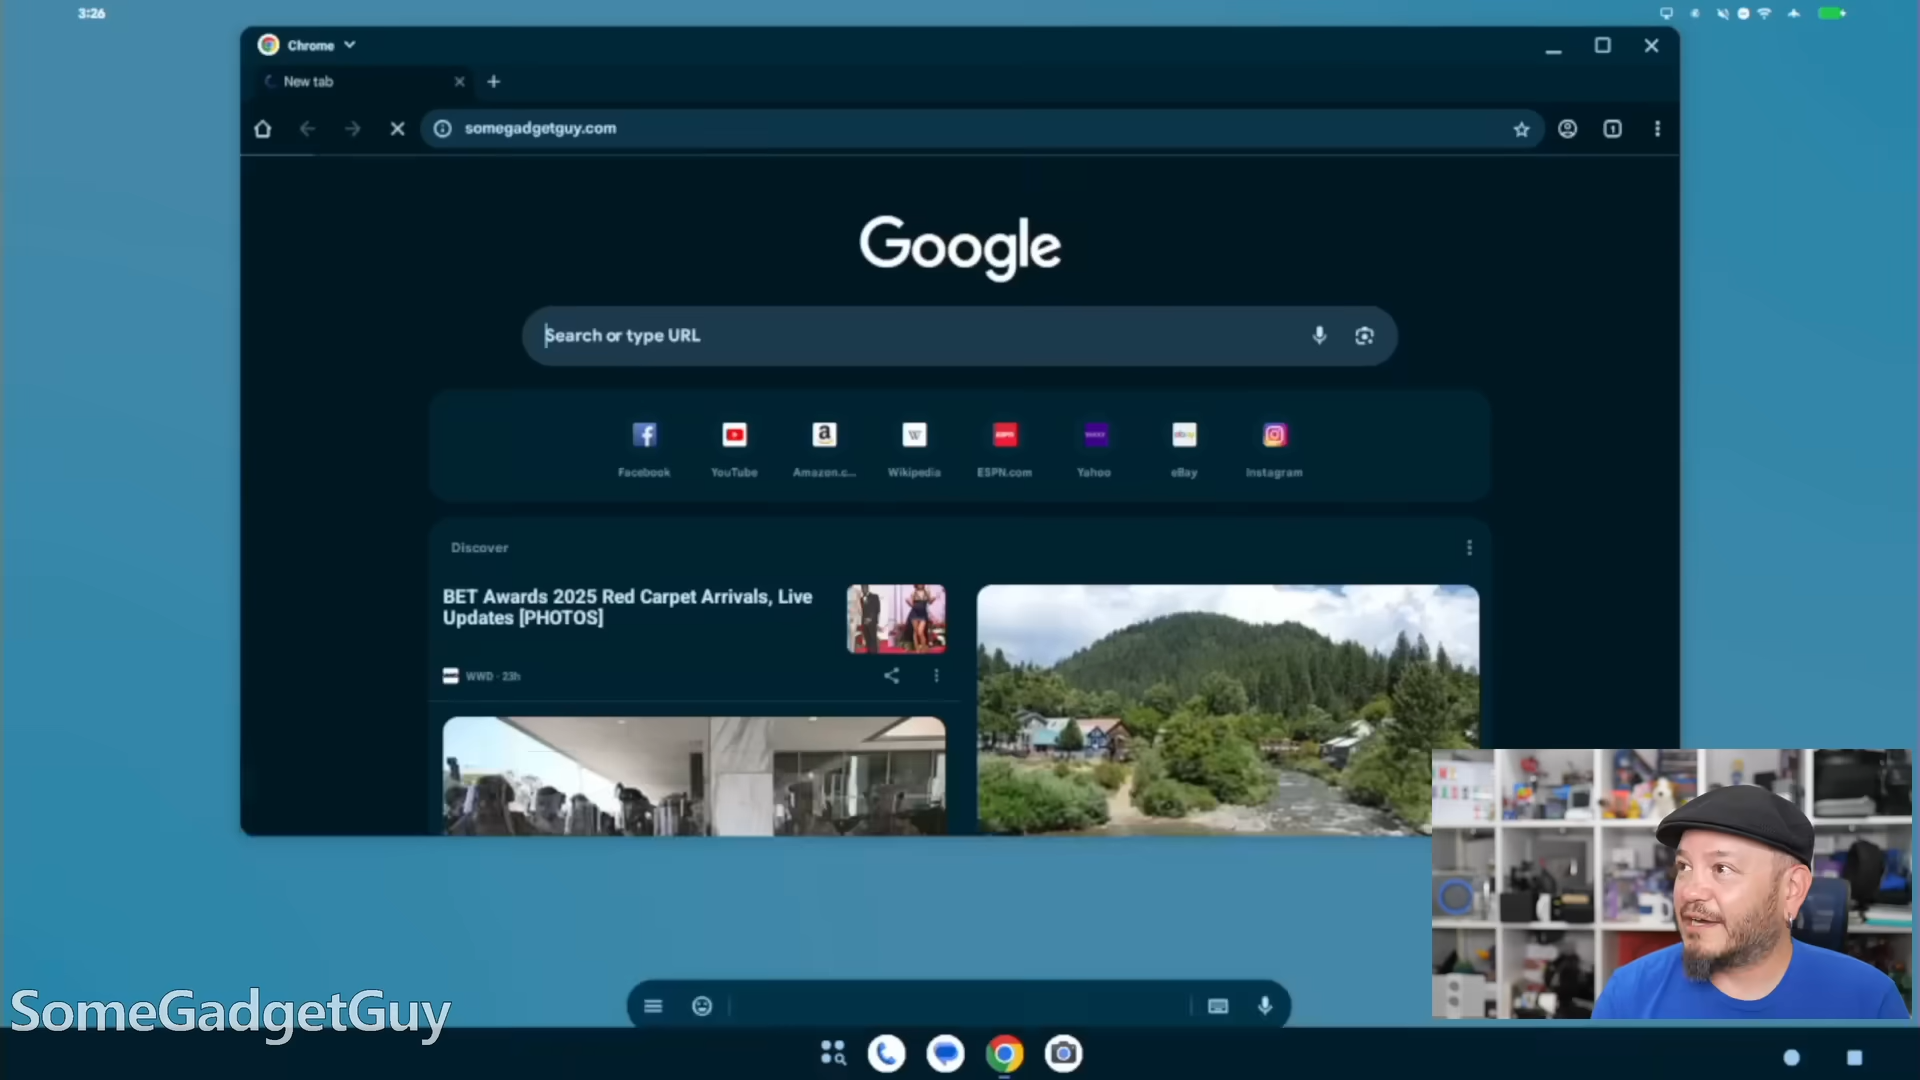 3:26
Chrome
New tab
somegadgetguy.com
1
Google
Search or type URL
Facebook
YouTube
Amazon.c...
Wikipedia
ESPN.com
Yahoo
eBay
Instagram
Discover
BET Awards 2025 Red Carpet Arrivals, Live
Updates [PHOTOS]
WWD · 23h
SomeGadgetGuy